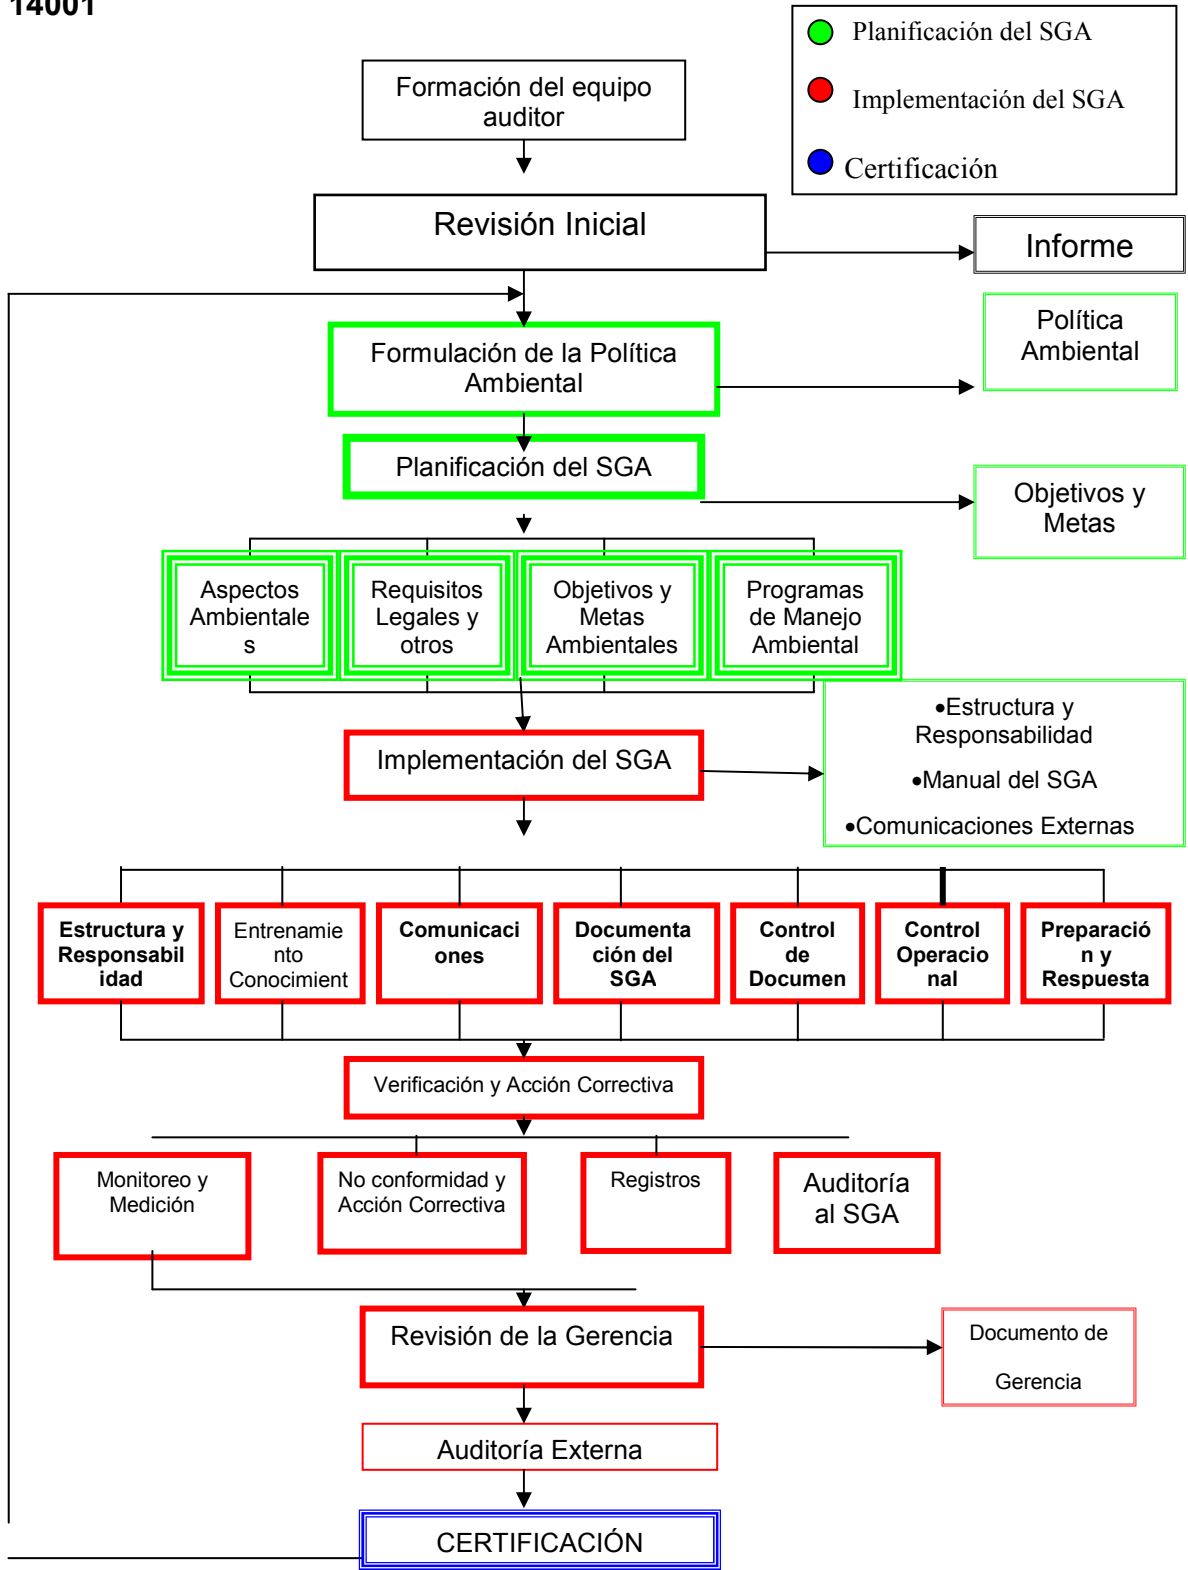 14001
Planificación del SGA
Implementación del SGA
Certificación
Formación del equipo
auditor
Revisión Inicial
Informe
Política
Ambiental
Formulación de la Política
Ambiental
Planificación del SGA
Objetivos y
Metas
Aspectos
Ambientale
s
Requisitos
Legales y
otros
Objetivos y
Metas
Ambientales
Programas
de Manejo
Ambiental
•Estructura y
Responsabilidad
•Manual del SGA
•Comunicaciones Externas
Implementación del SGA
Estructura y
Responsabil
idad
Entrenamie
nto
Conocimient
Comunicaci
ones
Documenta
ción del
SGA
Control
de
Documen
Control
Operacio
nal
Preparació
n y
Respuesta
Verificación y Acción Correctiva
Monitoreo y
Medición
No conformidad y
Acción Correctiva
Registros
Auditoría
al SGA
Revisión de la Gerencia
Documento de
Gerencia
Auditoría Externa
CERTIFICACIÓN